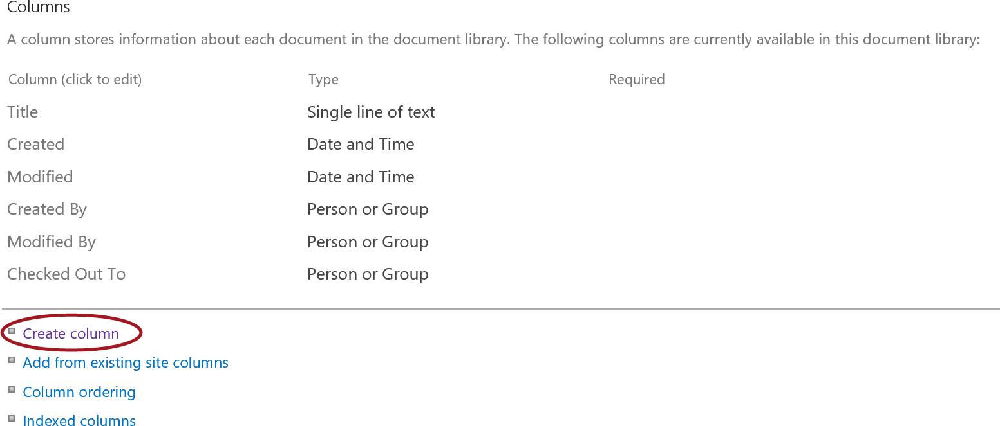 Columns
A column stores information about each document in the document library. The following columns are currently available in this document library:
Column (click to edit) Type Required
Title Single line of text
Created Date and Time
Modified Date and Time
Created By Person or Group
Modified By Person or Group
Checked Out To Person or Group
Create column
Add from existing site columns
Column ordering
Indexed columns